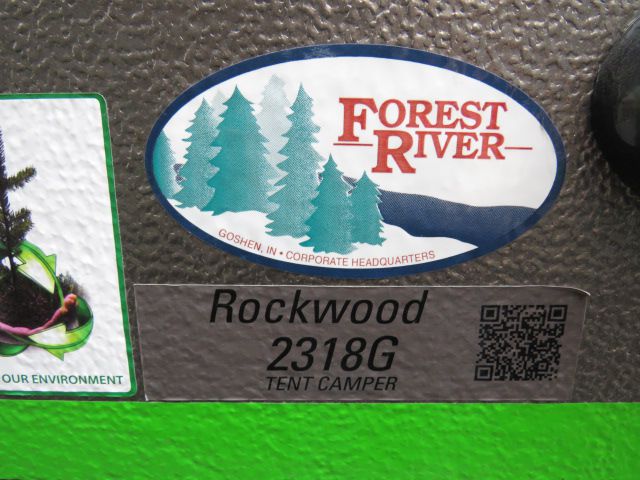 FOREST
RIVER
GOSHEN, IN • CORPORATE HEADQUARTERS
Rockwood
2318G
TENT CAMPER
OUR ENVIRONMENT